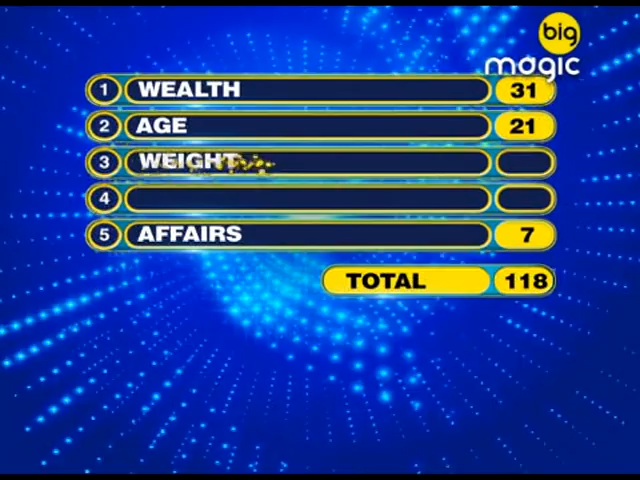 big
magic
1 WEALTH 31
2 AGE 21
3 WEIGHT
4
5 AFFAIRS 7
TOTAL 118